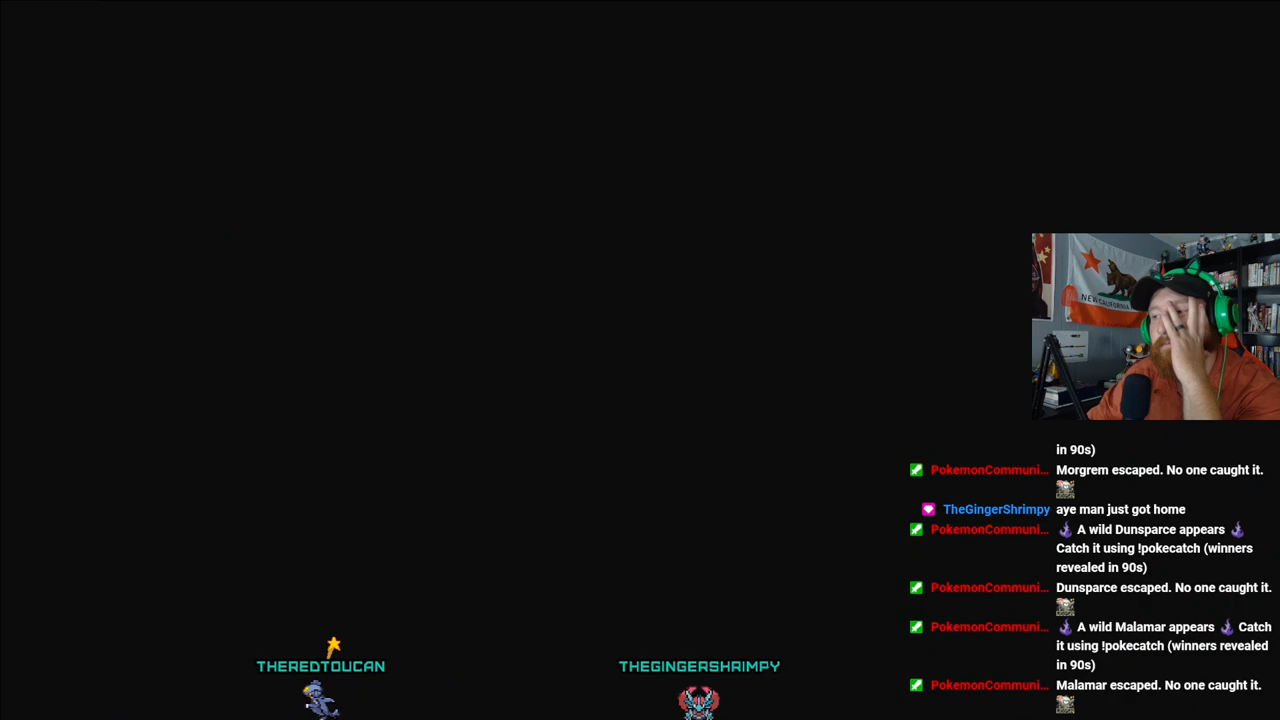 NEW CALIFORNIA
in 90s)
PokemonCommuni... Morgrem escaped. No one caught it.
TheGingerShrimpy aye man just got home
PokemonCommuni... A wild Dunsparce appears
Catch it using !pokecatch (winners
revealed in 90s)
PokemonCommuni... Dunsparce escaped. No one caught it.
PokemonCommuni... A wild Malamar appears Catch
it using !pokecatch (winners revealed
in 90s)
PokemonCommuni... Malamar escaped. No one caught it.
THEREDTOUCAN
THEGINGERSHRIMPY